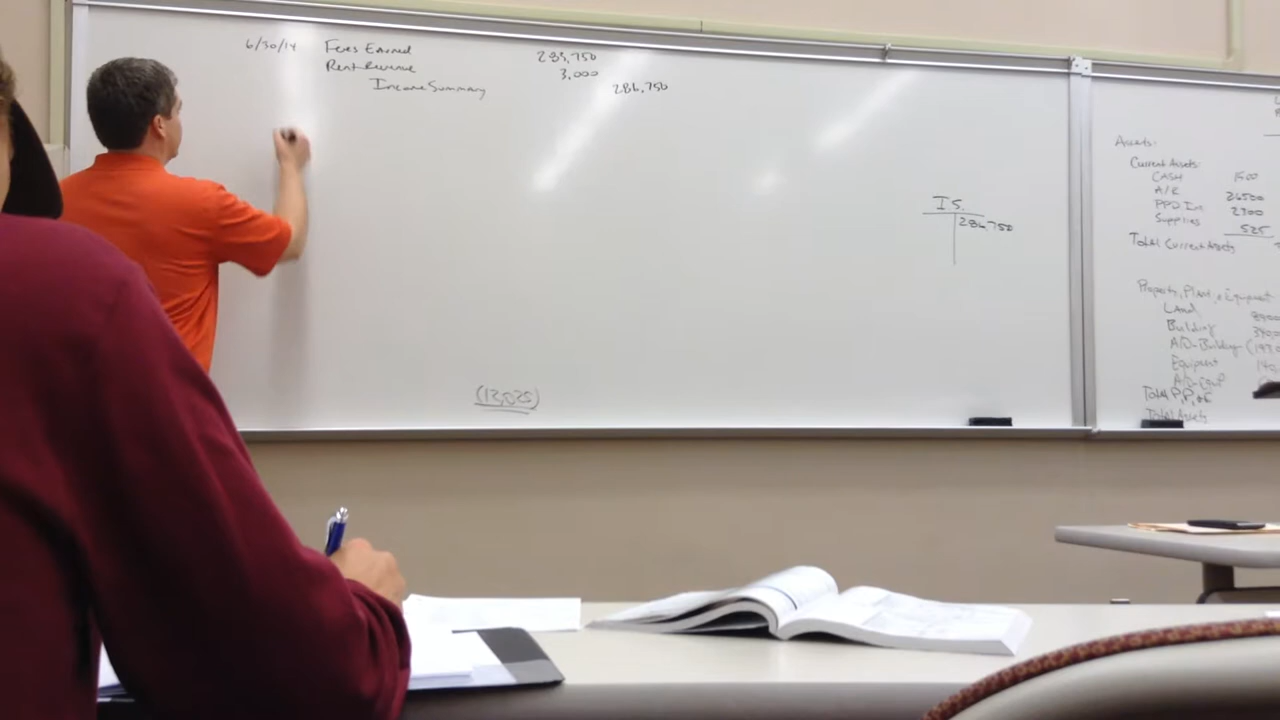 6/30/14 Fees Earned 283,750
Rent Revenue 3,000
Income Summary 286,750
I S.
286,750
(13,025)
Assets:
Current Assets:
CASH 1500
A/R 26500
PPD Ins 2700
Supplies 525
Total Current Assets
Property, Plant, & Equipment
Land
Building
A/D-Building
Equipment 140
Total P,P,&E
Total Assets